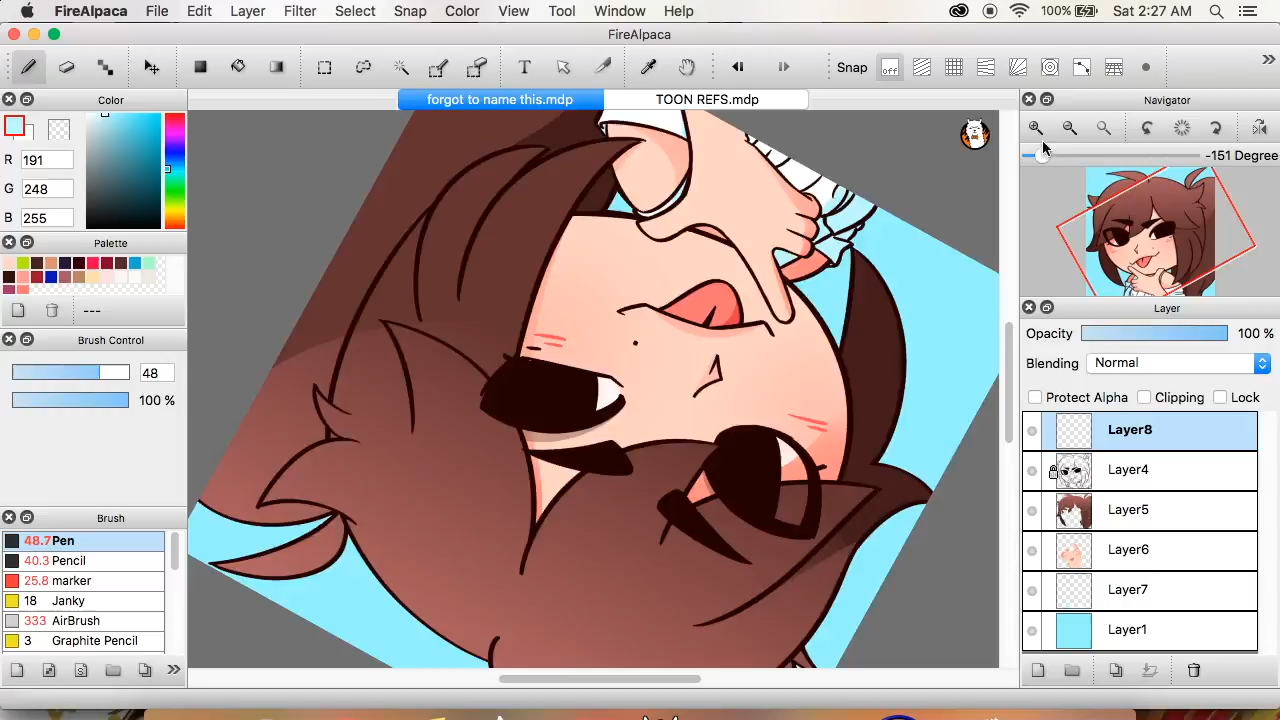 FireAlpaca File Edit Layer Filter Select Snap Color View Tool Window Help 100% Sat 2:27 AM
FireAlpaca
T Snap off »
Color
forgot to name this.mdp TOON REFS.mdp
Navigator
R 191
G 248
B 255
-151 Degree
Palette
---
Layer
Opacity 100 %
Brush Control
Blending Normal
48
100 %
Protect Alpha Clipping Lock
Layer8
Layer4
Layer5
Layer6
Layer7
Layer1
Brush
48.7 Pen
40.3 Pencil
25.8 marker
18 Janky
333 AirBrush
3 Graphite Pencil
»